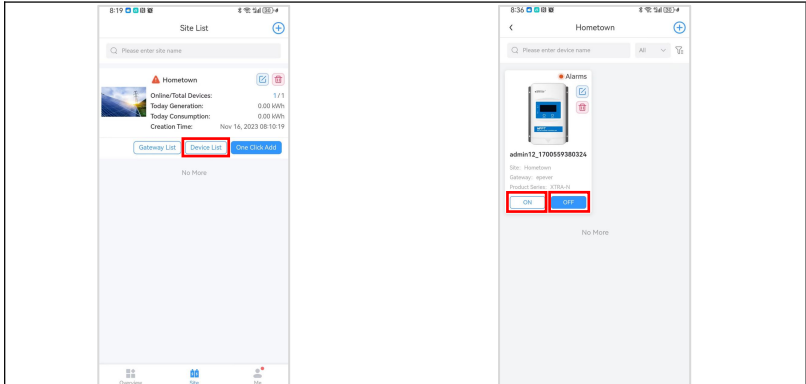 8:19
Site List
Please enter site name
Hometown
Online/Total Devices: 1/1
Today Generation: 0.00 kWh
Today Consumption: 0.00 kWh
Creation Time: Nov 16, 2023 08:10:19
Gateway List Device List One Click Add
No More
Overview Site Me
8:36
Hometown
Please enter device name All
Alarms
admin12_1700559380324
Site : Hometown
Gateway: epever
Product Series: XTRA-N
ON OFF
No More